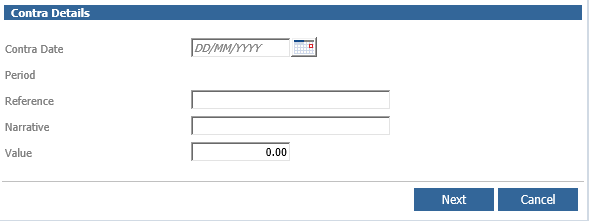 Contra Details
Contra Date DD/MM/YYYY
Period
Reference
Narrative
Value 0.00
Next Cancel